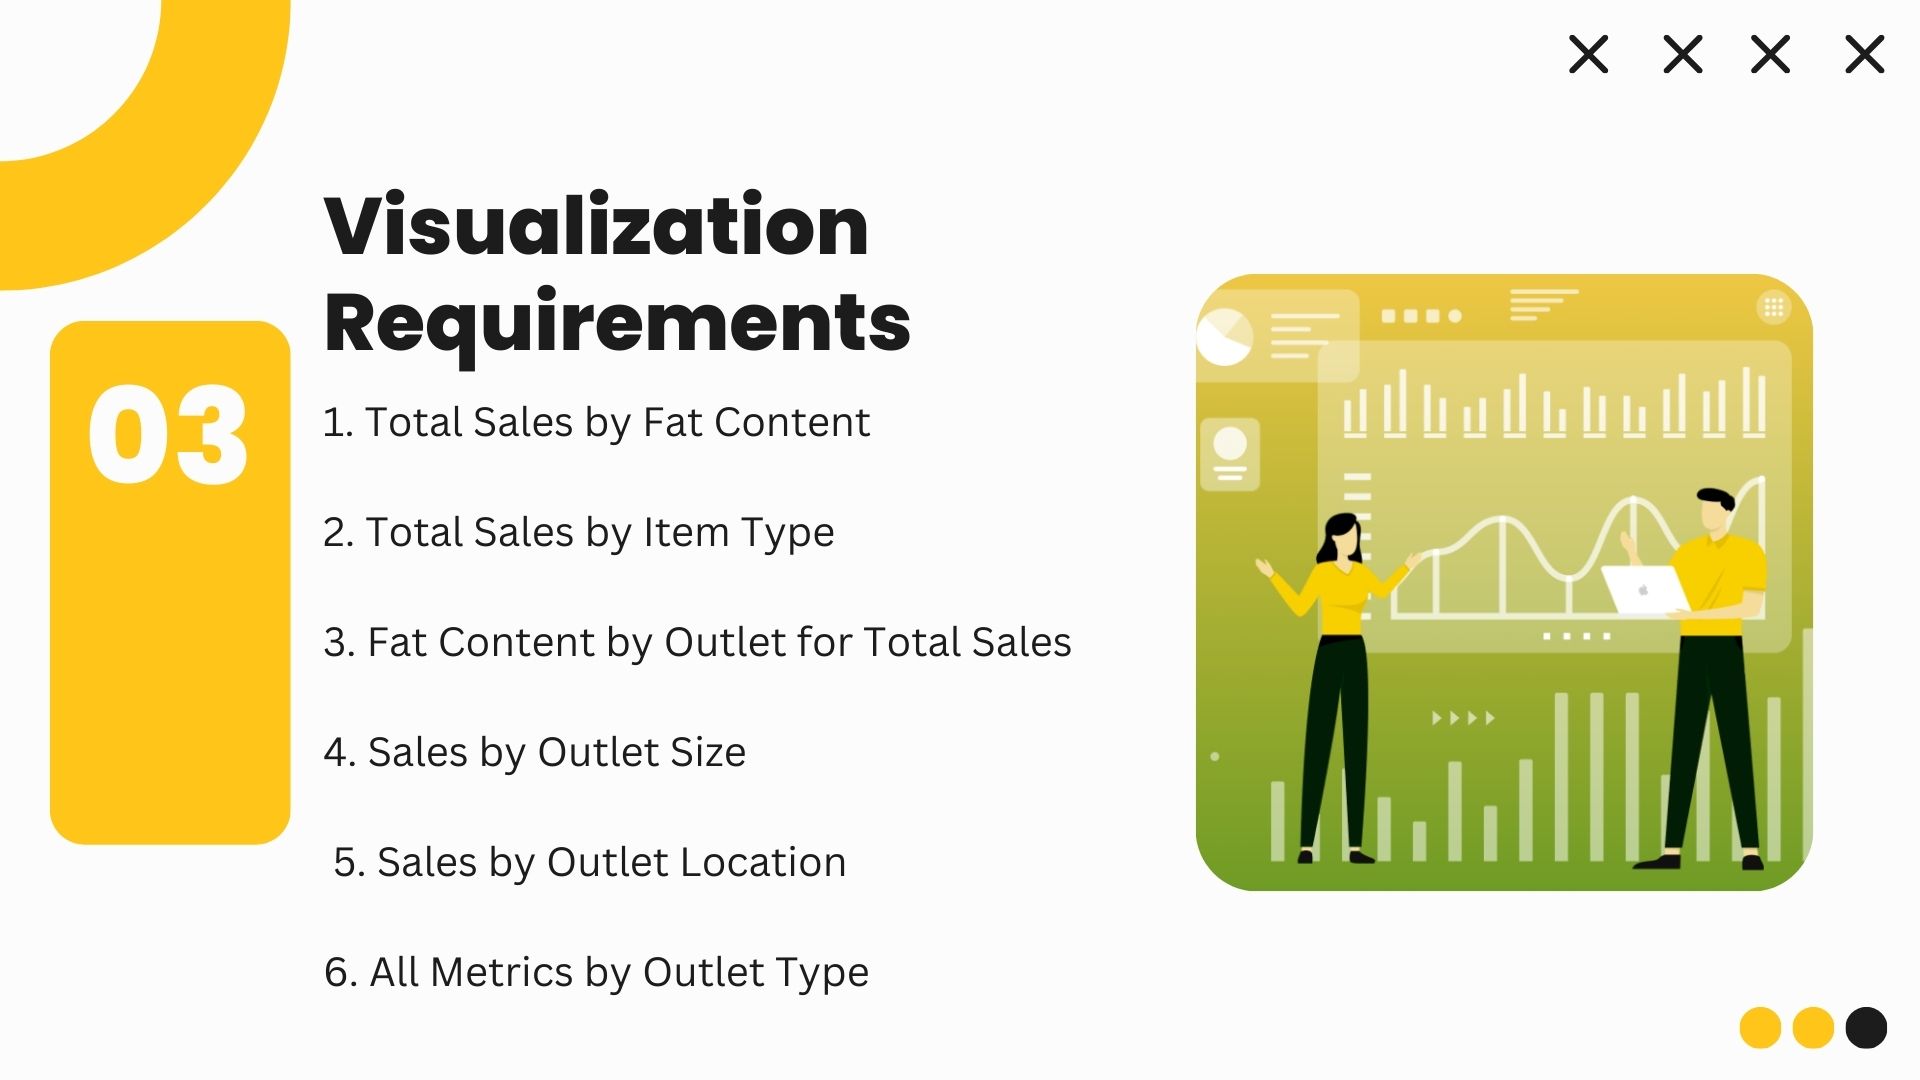 Visualization
Requirements
03
1. Total Sales by Fat Content
2. Total Sales by Item Type
3. Fat Content by Outlet for Total Sales
4. Sales by Outlet Size
5. Sales by Outlet Location
6. All Metrics by Outlet Type